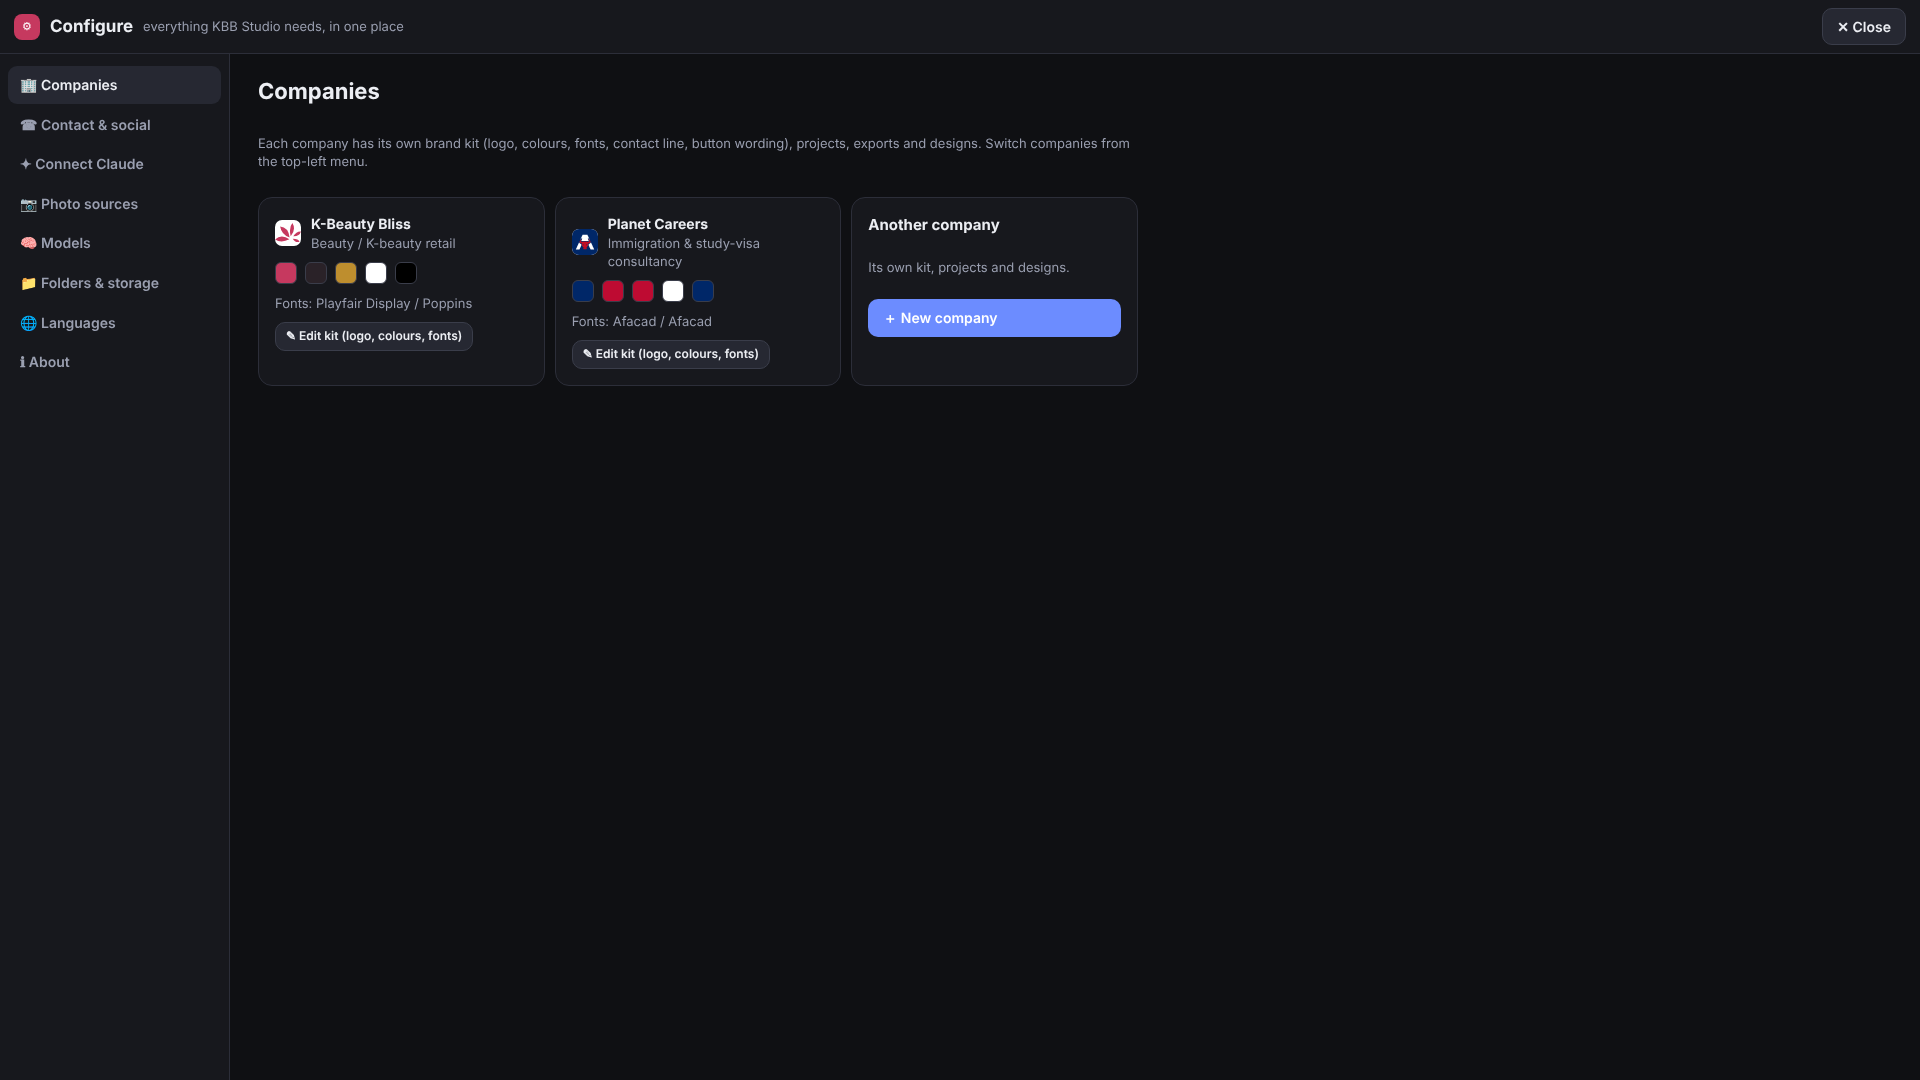 ⚙ Configure everything KBB Studio needs, in one place
✕ Close
🏢 Companies
☎ Contact & social
✦ Connect Claude
📷 Photo sources
🧠 Models
📁 Folders & storage
🌐 Languages
ℹ About
Companies
Each company has its own brand kit (logo, colours, fonts, contact line, button wording), projects, exports and designs. Switch companies from
the top-left menu.
K-Beauty Bliss
Beauty / K-beauty retail
Fonts: Playfair Display / Poppins
✎ Edit kit (logo, colours, fonts)
Planet Careers
Immigration & study-visa
consultancy
Fonts: Afacad / Afacad
✎ Edit kit (logo, colours, fonts)
Another company
Its own kit, projects and designs.
+ New company